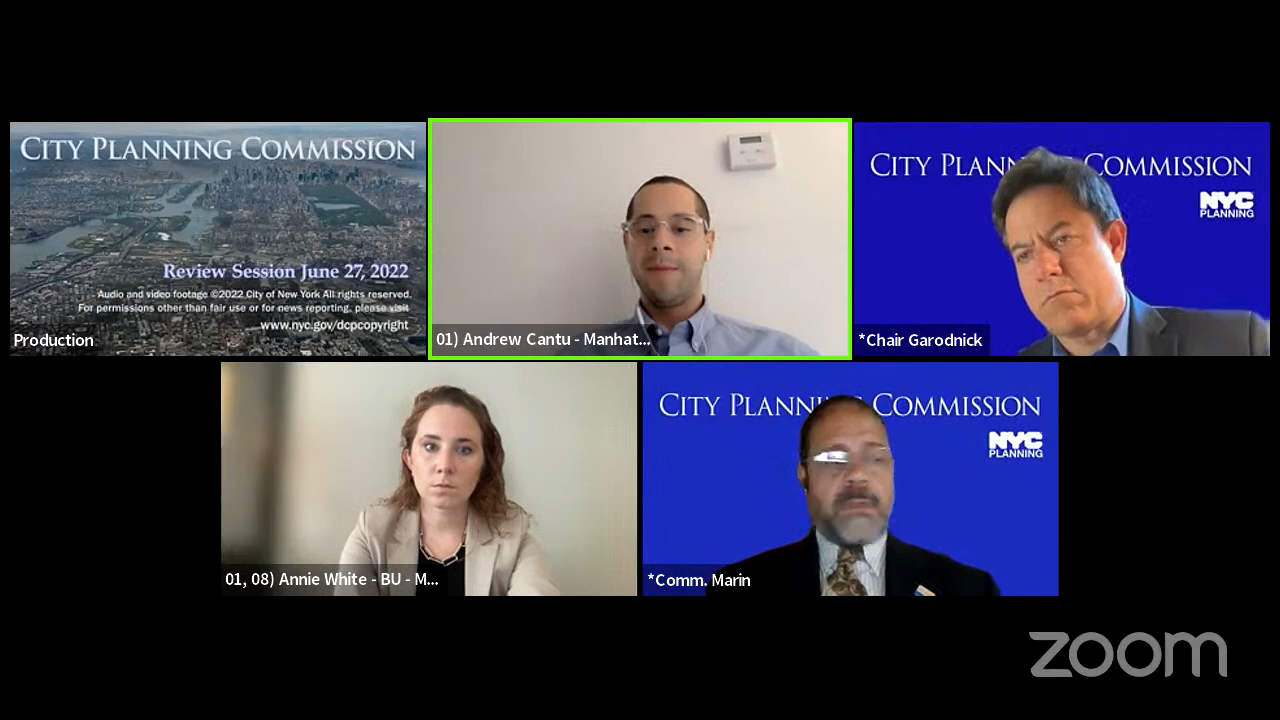 CITY PLANNING COMMISSION
Review Session June 27, 2022
Audio and video footage ©2022 City of New York All rights reserved.
For permissions other than fair use or for news reporting, please visit
www.nyc.gov/dcpcopyright
Production
01) Andrew Cantu - Manhat...
CITY PLANN COMMISSION
NYC
PLANNING
*Chair Garodnick
01, 08) Annie White - BU - M...
CITY PLANNING COMMISSION
NYC
PLANNING
*Comm. Marin
zoom